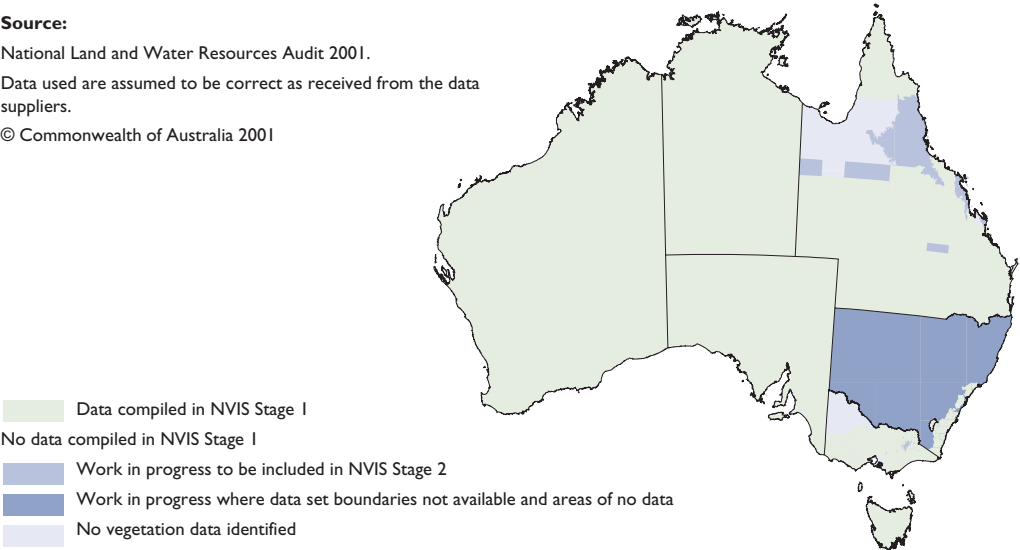 Source:
National Land and Water Resources Audit 2001.
Data used are assumed to be correct as received from the data
suppliers.
© Commonwealth of Australia 2001
Data compiled in NVIS Stage 1
No data compiled in NVIS Stage 1
Work in progress to be included in NVIS Stage 2
Work in progress where data set boundaries not available and areas of no data
No vegetation data identified